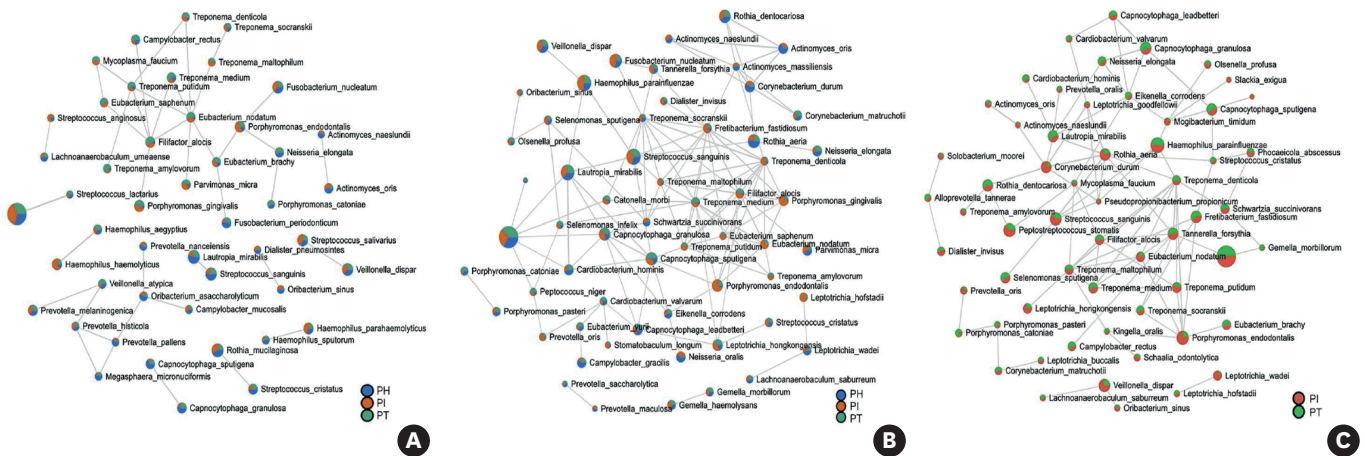 Treponema_denticola
Treponema_socranskii
Campylobacter_rectus
Mycoplasma_faucium
Treponema_maltophilum
Treponema_medium
Treponema_putidum
Fusobacterium_nucleatum
Eubacterium_saphenum
Streptococcus_anginosus
Eubacterium_nodatum
Porphyromonas_endodontalis
Actinomyces_naeslundii
Filifactor_alocis
Lachnoanaerobaculum_umeaense
Neisseria_elongata
Eubacterium_brachy
Treponema_amylovorum
Parvimonas_micra
Actinomyces_oris
Streptococcus_lactarius
Porphyromonas_gingivalis
Porphyromonas_catoniae
Fusobacterium_periodonticum
Haemophilus_aegyptius
Streptococcus_salivarius
Prevotella_nanceiensis
Dialister_pneumosintes
Lautropia_mirabilis
Haemophilus_haemolyticus
Streptococcus_sanguinis
Veillonella_dispar
Veillonella_atypica
Oribacterium_sinus
Oribacterium_asaccharolyticum
Prevotella_melaninogenica
Campylobacter_mucosalis
Prevotella_histicola
Haemophilus_parahaemolyticus
Haemophilus_sputorum
Prevotella_pallens
Rothia_mucilaginosa
Capnocytophaga_sputigena
Megasphaera_micronuciformis
Streptococcus_cristatus
Capnocytophaga_granulosa
PH
PI
PT
A
Rothia_dentocariosa
Actinomyces_naeslundii
Veillonella_dispar
Actinomyces_oris
Fusobacterium_nucleatum
Tannerella_forsythia
Actinomyces_massiliensis
Haemophilus_parainfluenzae
Corynebacterium_durum
Oribacterium_sinus
Dialister_invisus
Corynebacterium_matruchotii
Selenomonas_sputigena
Treponema_socranskii
Fretibacterium_fastidiosum
Olsenella_profusa
Rothia_aeria
Neisseria_elongata
Streptococcus_sanguinis
Treponema_denticola
Lautropia_mirabilis
Treponema_maltophilum
Filifactor_alocis
Catonella_morbi
Treponema_medium
Porphyromonas_gingivalis
Selenomonas_infelix
Schwartzia_succinivorans
Capnocytophaga_granulosa
Eubacterium_saphenum
Treponema_putidum
Eubacterium_nodatum
Parvimonas_micra
Capnocytophaga_sputigena
Porphyromonas_catoniae
Cardiobacterium_hominis
Treponema_amylovorum
Porphyromonas_endodontalis
Peptococcus_niger
Leptotrichia_hofstadii
Cardiobacterium_valvarum
Porphyromonas_pasteri
Eikenella_corrodens
Eubacterium_yurii
Capnocytophaga_leadbetteri
Streptococcus_cristatus
Prevotella_oris
Stomatobaculum_longum
Leptotrichia_hongkongensis
Leptotrichia_wadei
Neisseria_oralis
Campylobacter_gracilis
Lachnoanaerobaculum_saburreum
Prevotella_saccharolytica
Gemella_morbillorum
Prevotella_maculosa
Gemella_haemolysans
PH
PI
PT
B
Capnocytophaga_leadbetteri
Cardiobacterium_valvarum
Capnocytophaga_granulosa
Neisseria_elongata
Olsenella_profusa
Cardiobacterium_hominis
Slackia_exigua
Prevotella_oralis
Eikenella_corrodens
Actinomyces_oris
Leptotrichia_goodfellowii
Capnocytophaga_sputigena
Actinomyces_naeslundii
Mogibacterium_timidum
Lautropia_mirabilis
Haemophilus_parainfluenzae
Solobacterium_moorei
Rothia_aeria
Phocaeicola_abscessus
Streptococcus_cristatus
Corynebacterium_durum
Rothia_dentocariosa
Mycoplasma_faucium
Treponema_denticola
Alloprevotella_tannerae
Pseudopropionibacterium_propionicum
Treponema_amylovorum
Schwartzia_succinivorans
Streptococcus_sanguinis
Fretibacterium_fastidiosum
Peptostreptococcus_stomatis
Filifactor_alocis
Tannerella_forsythia
Dialister_invisus
Eubacterium_nodatum
Gemella_morbillorum
Treponema_maltophilum
Selenomonas_sputigena
Prevotella_oris
Treponema_medium
Treponema_putidum
Leptotrichia_hongkongensis
Treponema_socranskii
Porphyromonas_pasteri
Porphyromonas_catoniae
Kingella_oralis
Eubacterium_brachy
Porphyromonas_endodontalis
Campylobacter_rectus
Schaalia_odontolytica
Leptotrichia_buccalis
Corynebacterium_matruchotii
Leptotrichia_wadei
Veillonella_dispar
Leptotrichia_hofstadii
Lachnoanaerobaculum_saburreum
Oribacterium_sinus
PI
PT
C